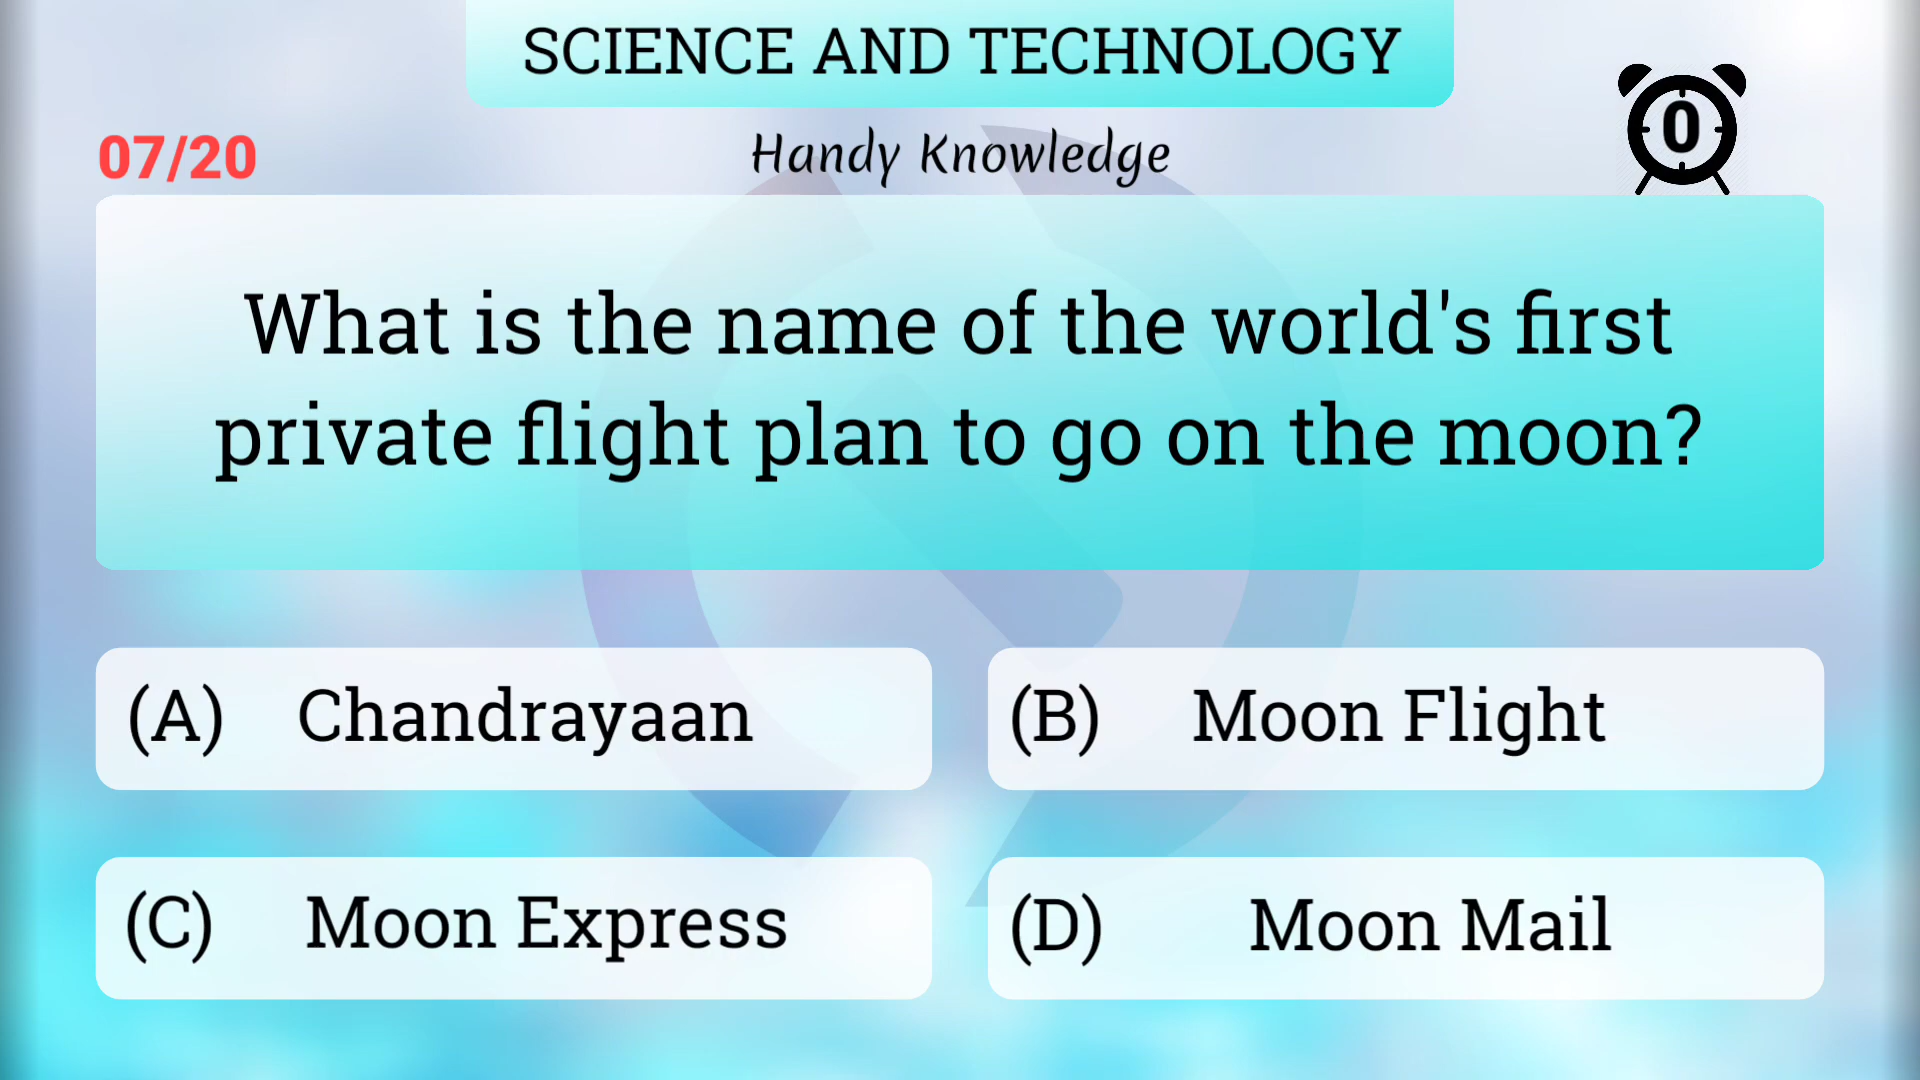 SCIENCE AND TECHNOLOGY
07/20
Handy Knowledge
0
What is the name of the world's first
private flight plan to go on the moon?
(A) Chandrayaan
(B) Moon Flight
(C) Moon Express
(D) Moon Mail